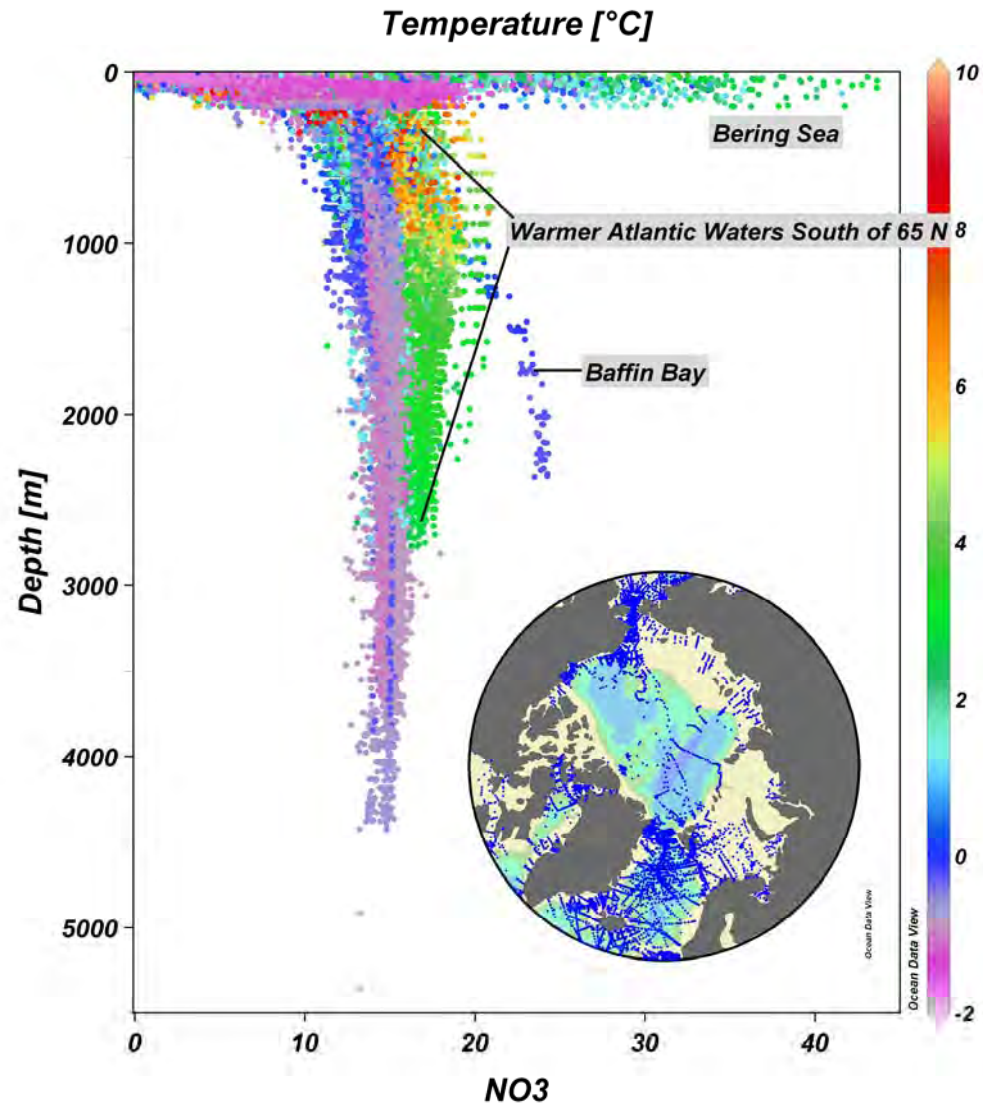 Temperature [°C]
0
1000
2000
3000
4000
5000
Depth [m]
0
10
20
30
40
NO3
Bering Sea
Warmer Atlantic Waters South of 65 N
Baffin Bay
10
8
6
4
2
0
-2
Ocean Data View
Ocean Data View